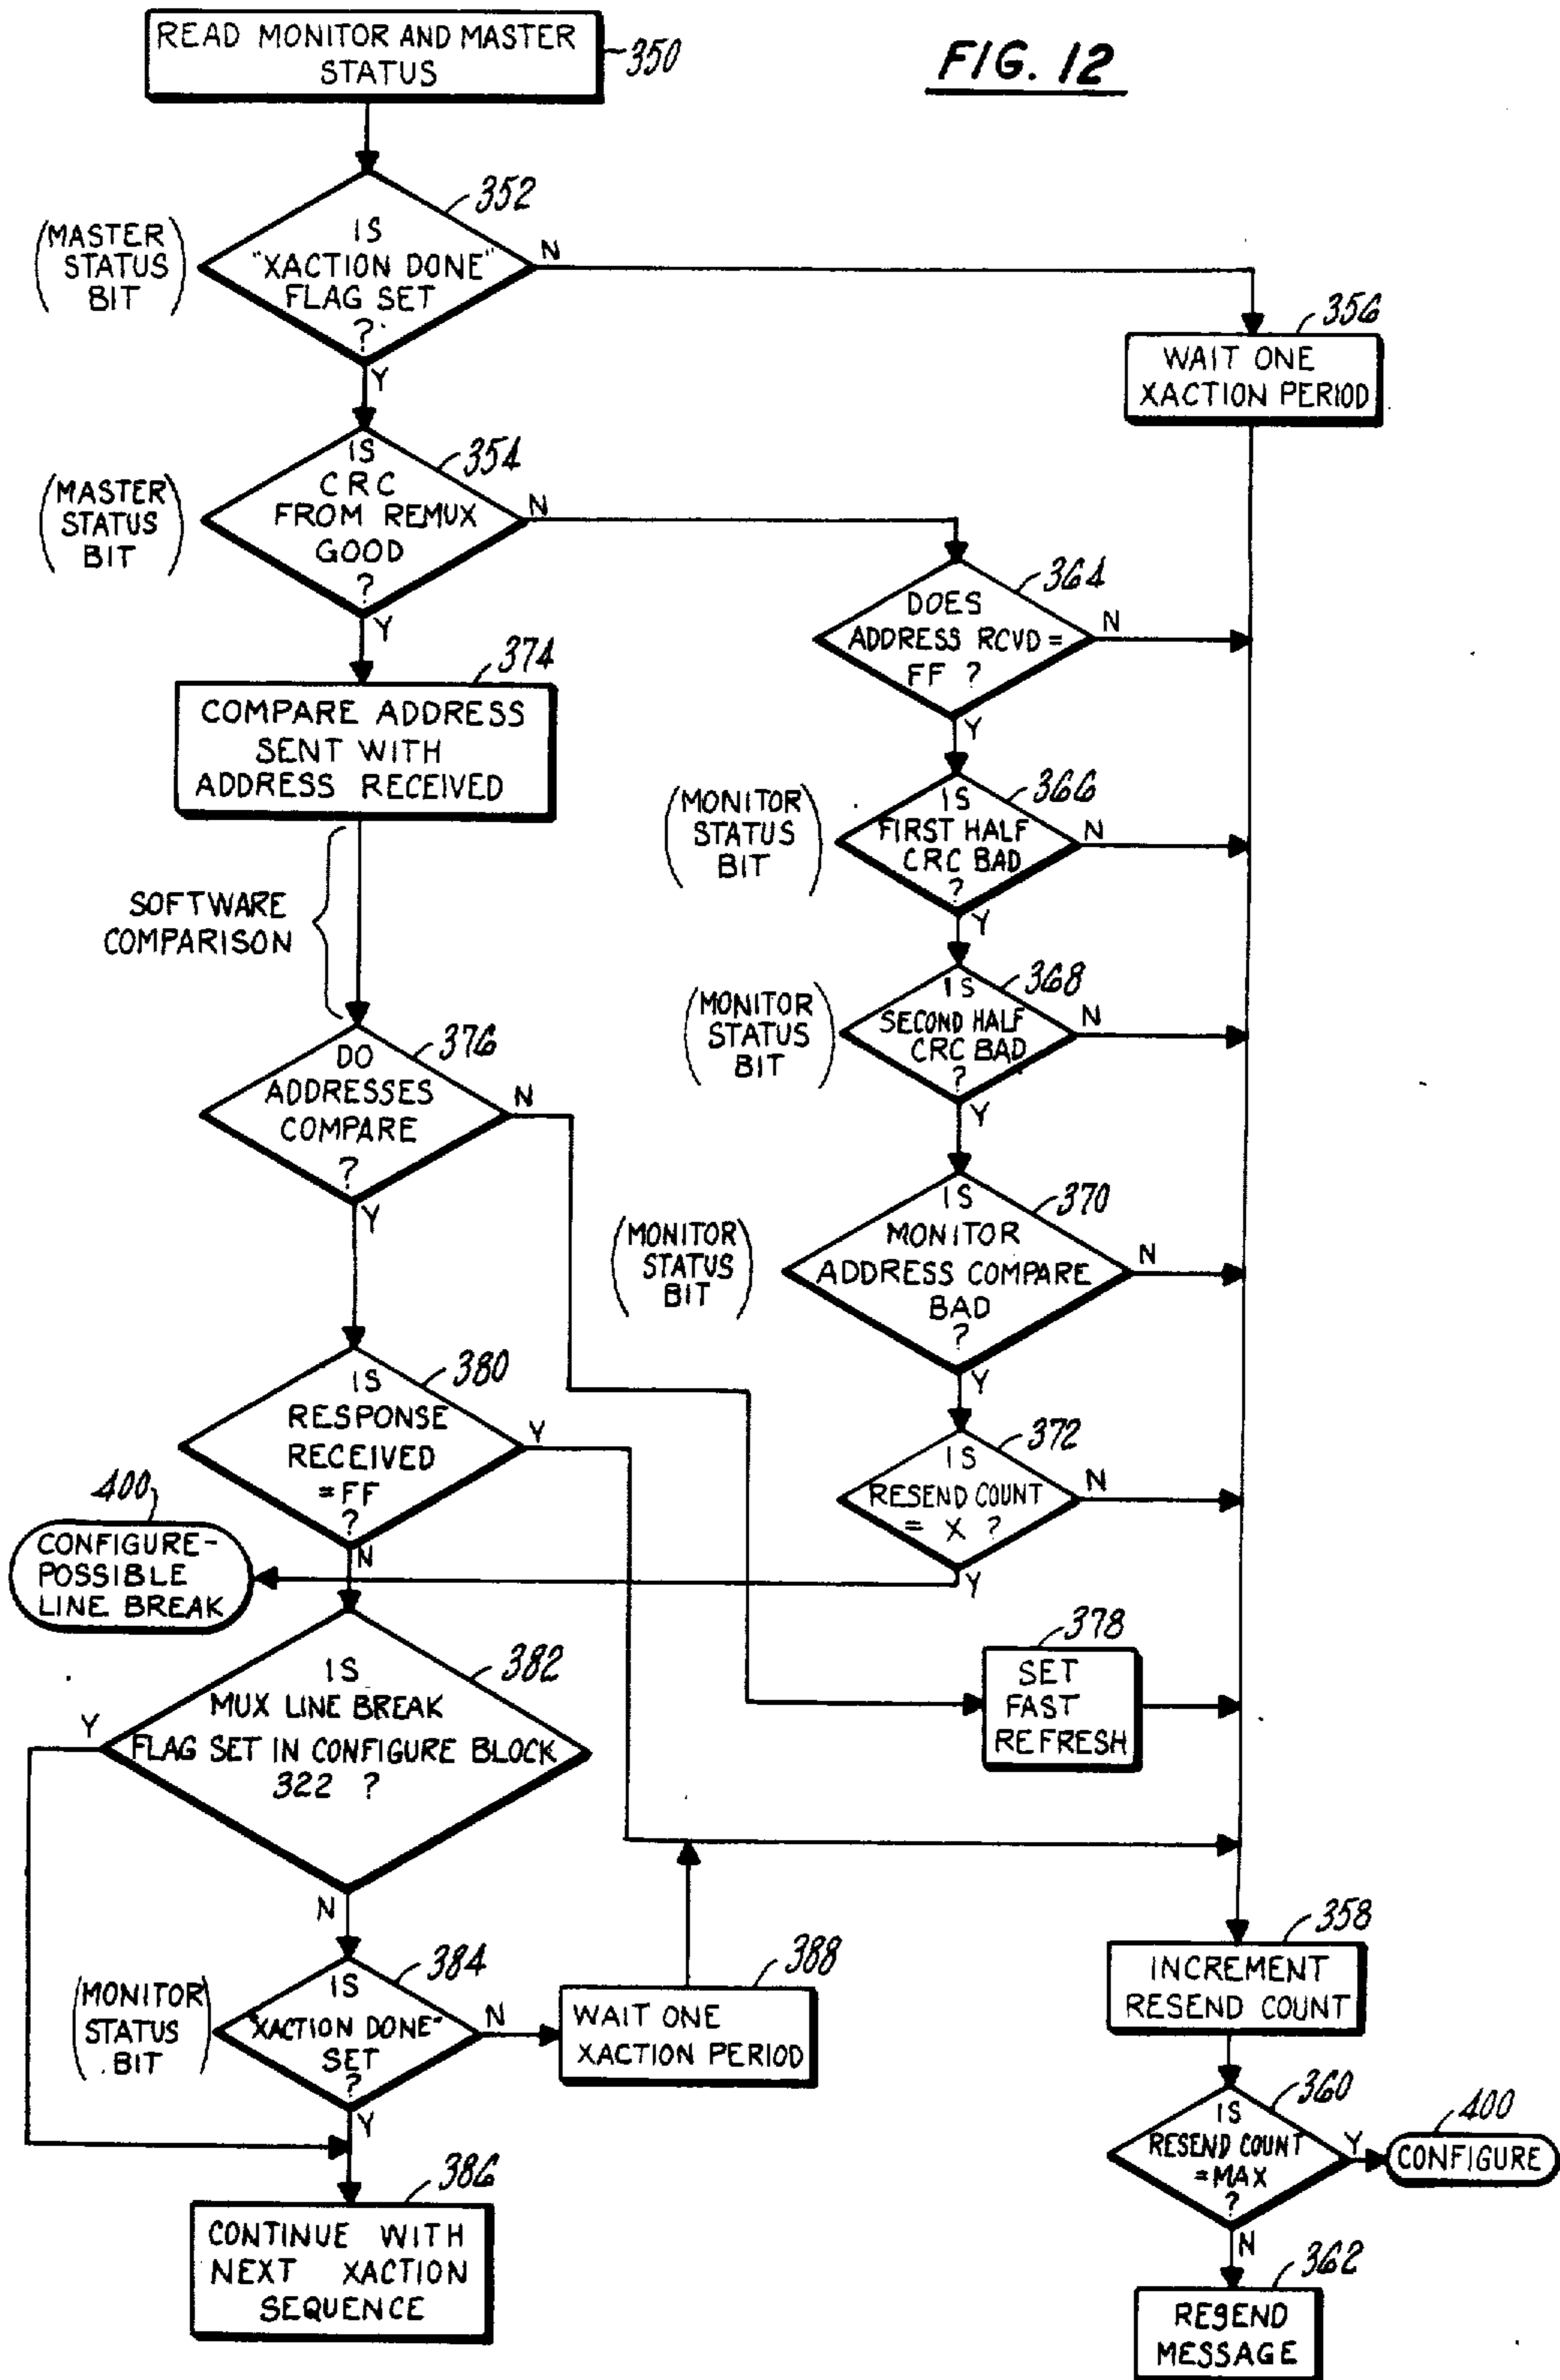 FIG. 12
READ MONITOR AND MASTER
STATUS
350
352
(MASTER
STATUS
BIT)
IS
"XACTION DONE"
FLAG SET
?
N
Y
356
WAIT ONE
XACTION PERIOD
354
(MASTER
STATUS
BIT)
IS
CRC
FROM REMUX
GOOD
?
N
Y
364
DOES
ADDRESS RCVD =
FF ?
N
Y
374
COMPARE ADDRESS
SENT WITH
ADDRESS RECEIVED
SOFTWARE
COMPARISON
366
(MONITOR
STATUS
BIT)
IS
FIRST HALF
CRC BAD
?
N
Y
368
(MONITOR
STATUS
BIT)
IS
SECOND HALF
CRC BAD
?
N
Y
376
DO
ADDRESSES
COMPARE
?
N
Y
370
(MONITOR
STATUS
BIT)
IS
MONITOR
ADDRESS COMPARE
BAD
?
N
Y
380
IS
RESPONSE
RECEIVED
=FF
?
Y
N
372
IS
RESEND COUNT
= X ?
N
Y
400
CONFIGURE-
POSSIBLE
LINE BREAK
382
IS
MUX LINE BREAK
FLAG SET IN CONFIGURE BLOCK
322 ?
Y
N
378
SET
FAST
REFRESH
384
(MONITOR
STATUS
BIT)
IS
"XACTION DONE"
SET
?
N
Y
388
WAIT ONE
XACTION PERIOD
358
INCREMENT
RESEND COUNT
360
IS
RESEND COUNT
=MAX
?
Y
N
400
CONFIGURE
386
CONTINUE WITH
NEXT XACTION
SEQUENCE
362
RESEND
MESSAGE